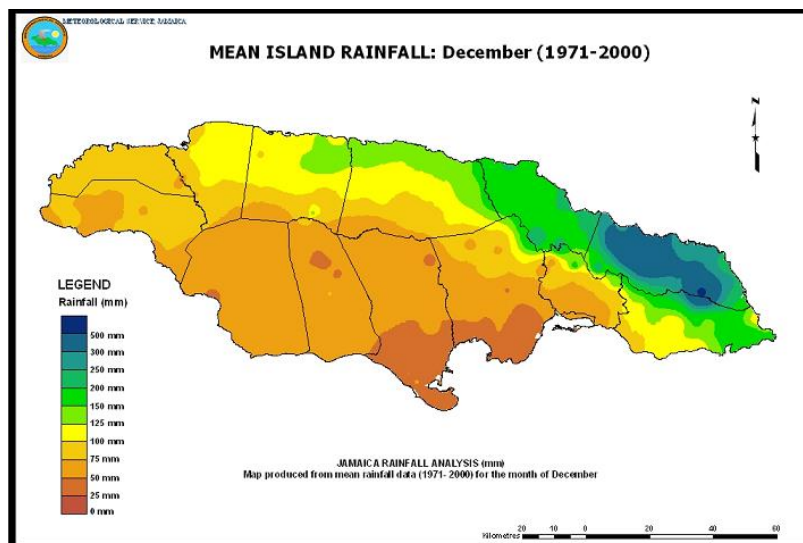 METEOROLOGICAL SERVICE, JAMAICA
MEAN ISLAND RAINFALL: December (1971-2000)
N
LEGEND
Rainfall (mm)
500 mm
300 mm
250 mm
200 mm
150 mm
125 mm
100 mm
75 mm
50 mm
25 mm
0 mm
JAMAICA RAINFALL ANALYSIS (mm)
Map produced from mean rainfall data (1971- 2000) for the month of December
20 0 20 40 60
Kilometres